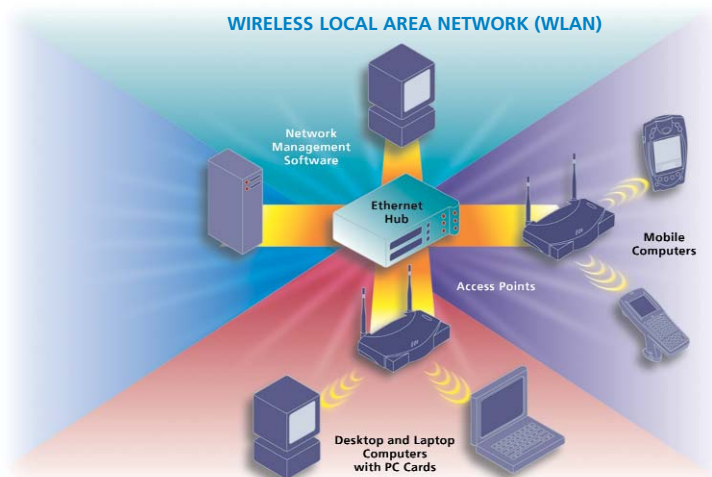 WIRELESS LOCAL AREA NETWORK (WLAN)
Network
Management
Software
Ethernet
Hub
Mobile
Computers
Access Points
Desktop and Laptop
Computers
with PC Cards